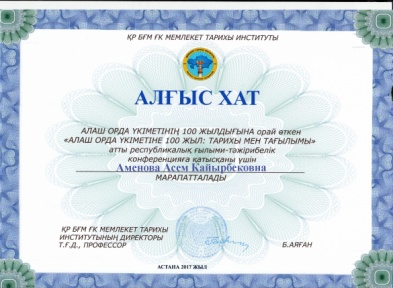 ҚР БҒМ ҒК МЕМЛЕКЕТ ТАРИХЫ ИНСТИТУТЫ
АЛҒЫС ХАТ
АЛАШ ОРДА ҮКІМЕТІНІҢ 100 ЖЫЛДЫҒЫНА орай өткен
«АЛАШ ОРДА ҮКІМЕТІНЕ 100 ЖЫЛ: ТАРИХЫ МЕН ТАҒЫЛЫМЫ»
атты республикалық ғылыми-тәжірибелік
конференцияға қатысқаны үшін
Аменова Асем Кайырбековна
МАРАПАТТАЛАДЫ
ҚР БҒМ ҒК МЕМЛЕКЕТ ТАРИХЫ
ИНСТИТУТЫНЫҢ ДИРЕКТОРЫ
Т.Ғ.Д., ПРОФЕССОР
Б.АЯҒАН
АСТАНА 2017 ЖЫЛ